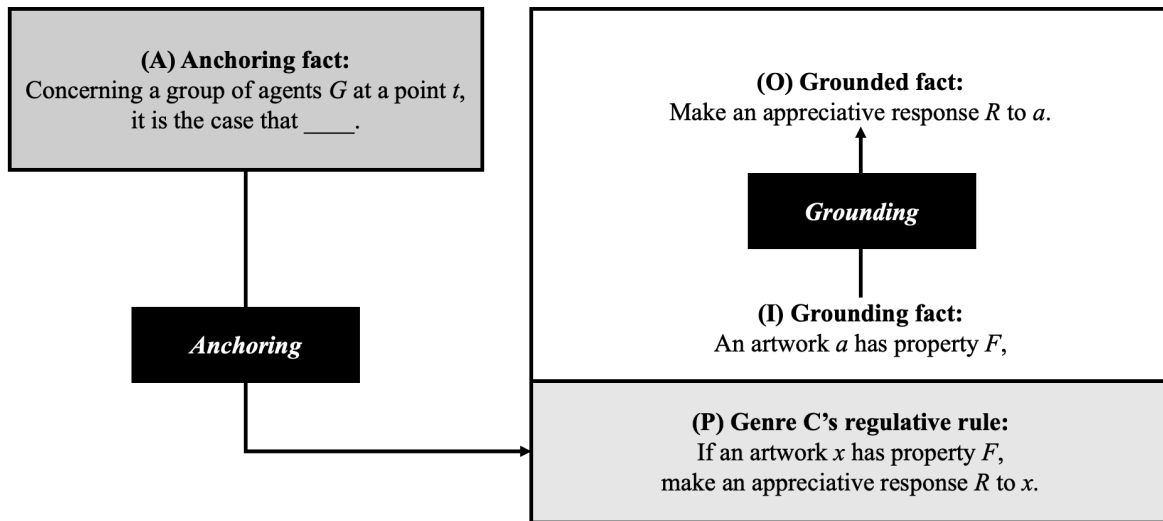 (A) Anchoring fact:
Concerning a group of agents G at a point t,
it is the case that ____.
Anchoring
(O) Grounded fact:
Make an appreciative response R to a.
Grounding
(I) Grounding fact:
An artwork a has property F,
(P) Genre C’s regulative rule:
If an artwork x has property F,
make an appreciative response R to x.